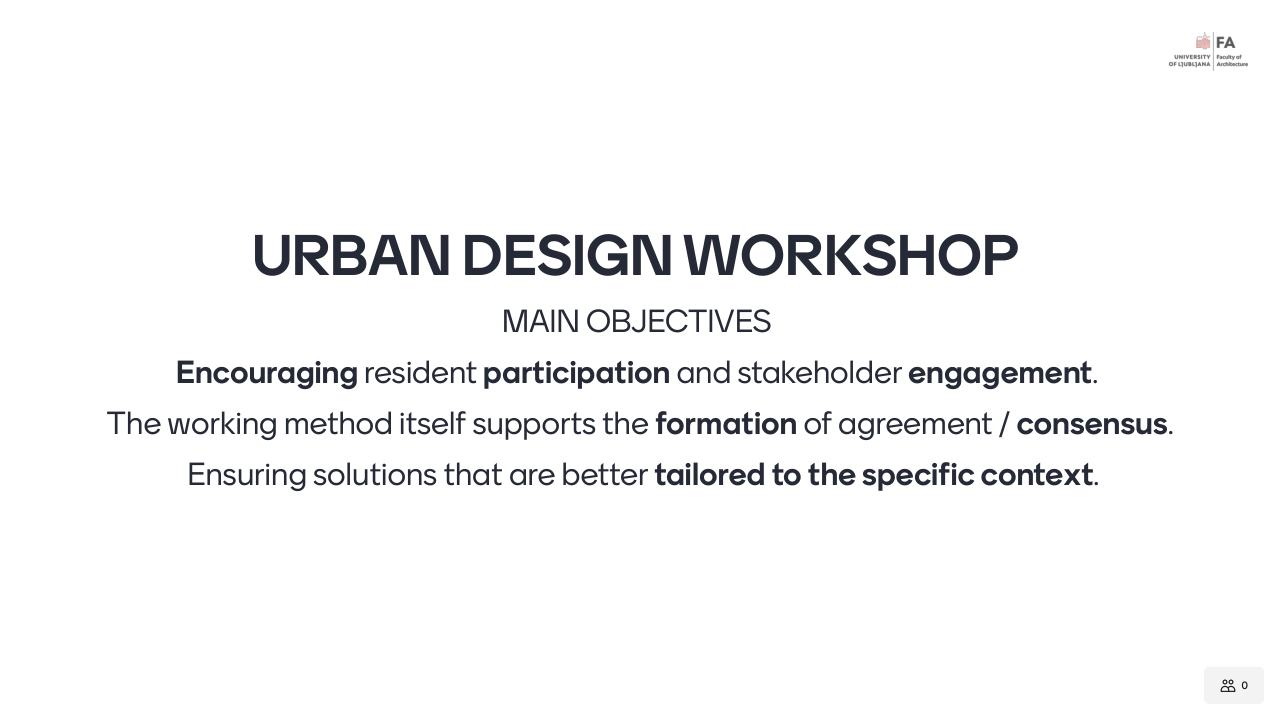 FA
UNIVERSITY
OF LJUBLJANA
Faculty of
Architecture
URBAN DESIGN WORKSHOP
MAIN OBJECTIVES
Encouraging resident participation and stakeholder engagement.
The working method itself supports the formation of agreement / consensus.
Ensuring solutions that are better tailored to the specific context.
0